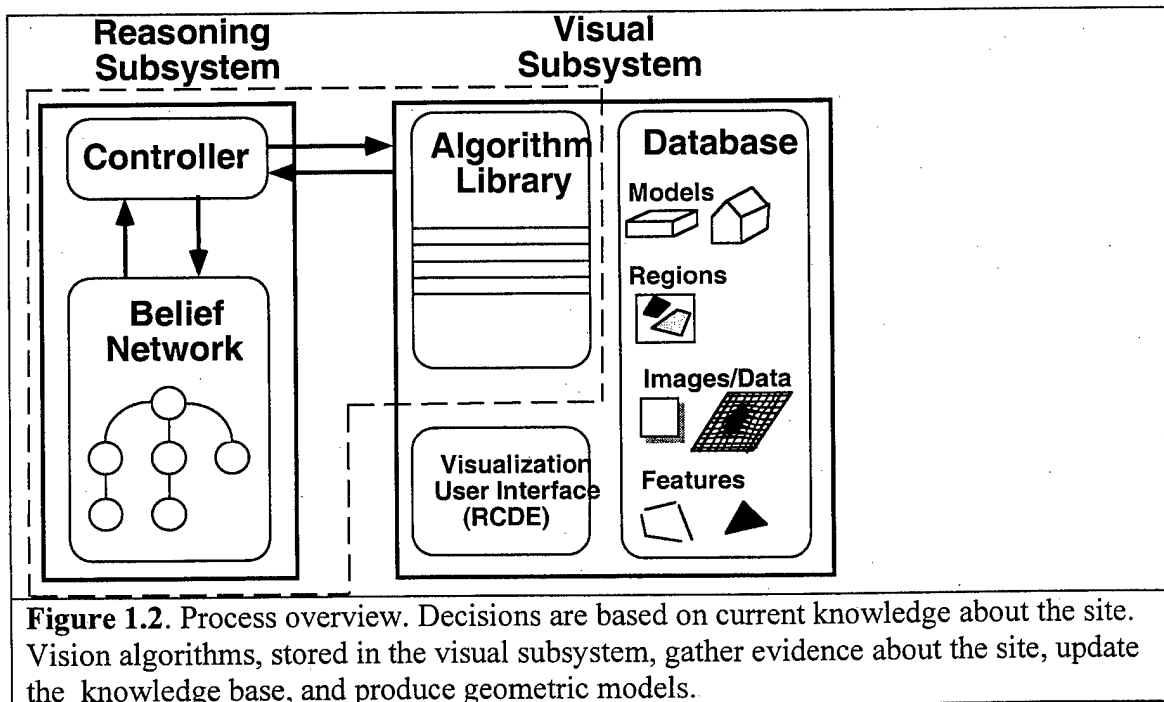 Reasoning
Subsystem
Visual
Subsystem
Controller
Belief
Network
Algorithm
Library
Visualization
User Interface
(RCDE)
Database
Models
Regions
Images/Data
Features
Figure 1.2. Process overview. Decisions are based on current knowledge about the site.
Vision algorithms, stored in the visual subsystem, gather evidence about the site, update
the knowledge base, and produce geometric models.